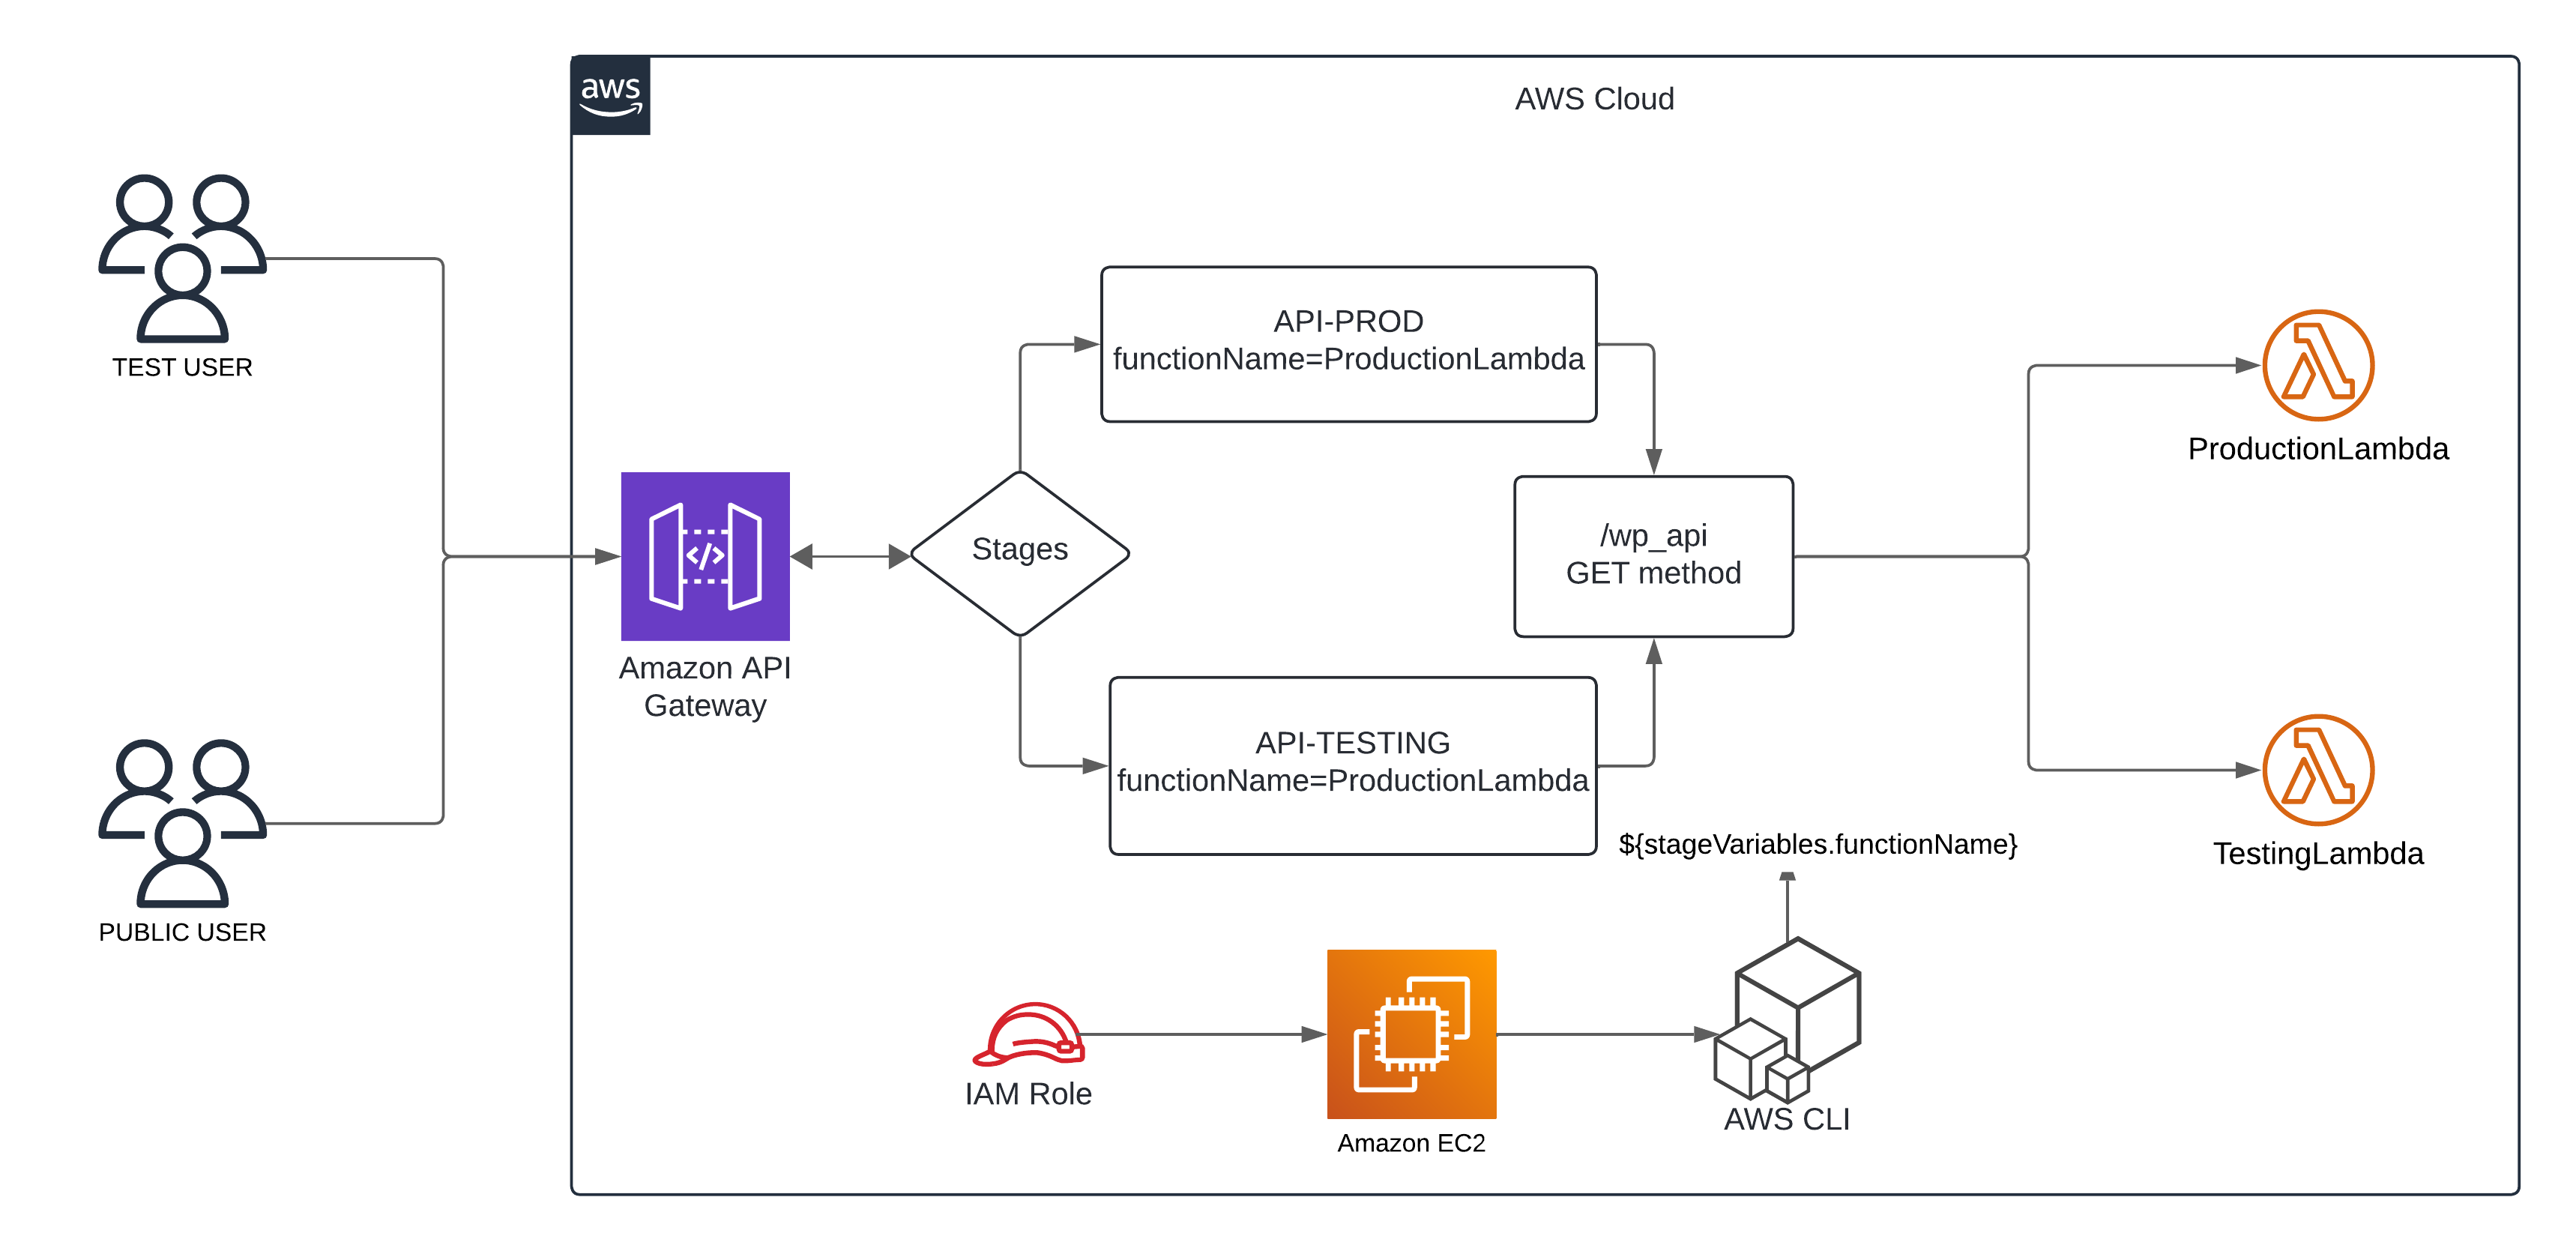 aws
AWS Cloud
TEST USER
PUBLIC USER
Amazon API
Gateway
Stages
API-PROD
functionName=ProductionLambda
API-TESTING
functionName=ProductionLambda
/wp_api
GET method
ProductionLambda
TestingLambda
${stageVariables.functionName}
IAM Role
Amazon EC2
AWS CLI